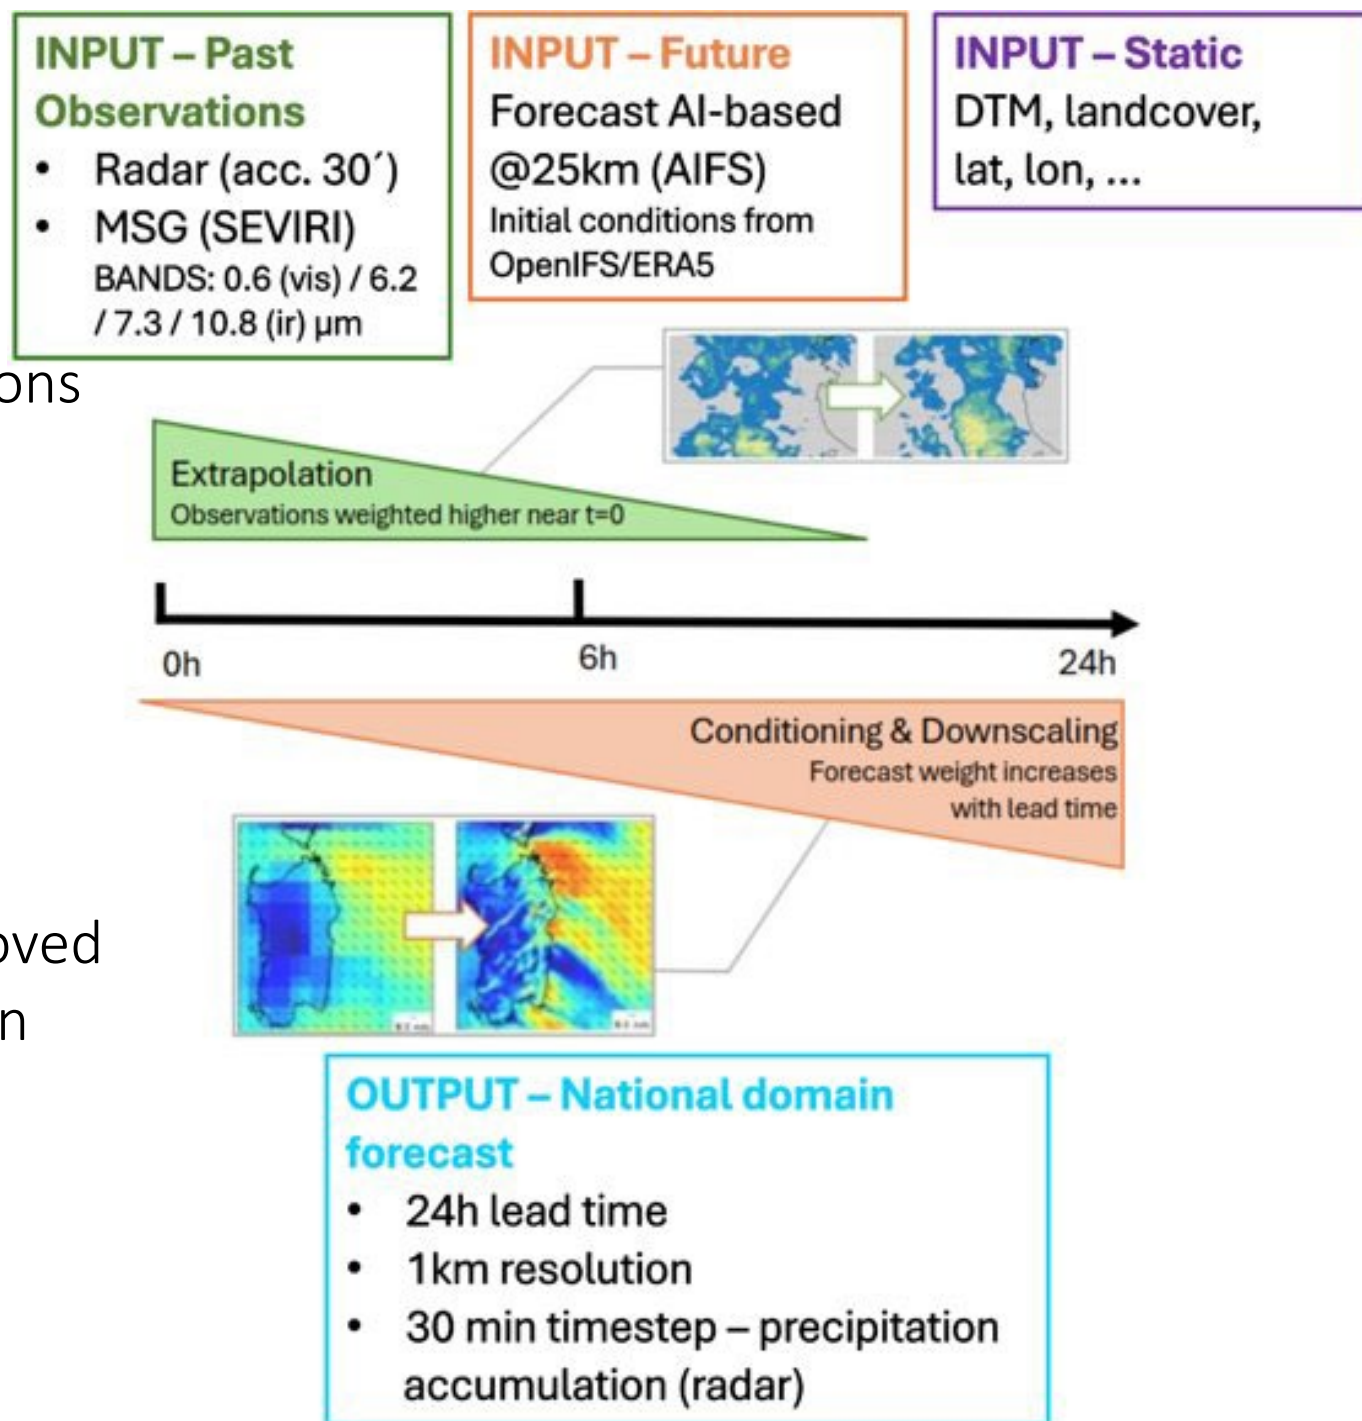 INPUT – Past
Observations
• Radar (acc. 30´)
• MSG (SEVIRI)
BANDS: 0.6 (vis) / 6.2
/ 7.3 / 10.8 (ir) µm
INPUT – Future
Forecast AI-based
@25km (AIFS)
Initial conditions from
OpenIFS/ERA5
INPUT – Static
DTM, landcover,
lat, lon, ...
ons
Extrapolation
Observations weighted higher near t=0
0h
6h
24h
Conditioning & Downscaling
Forecast weight increases
with lead time
oved
n
OUTPUT – National domain
forecast
• 24h lead time
• 1km resolution
• 30 min timestep – precipitation
accumulation (radar)